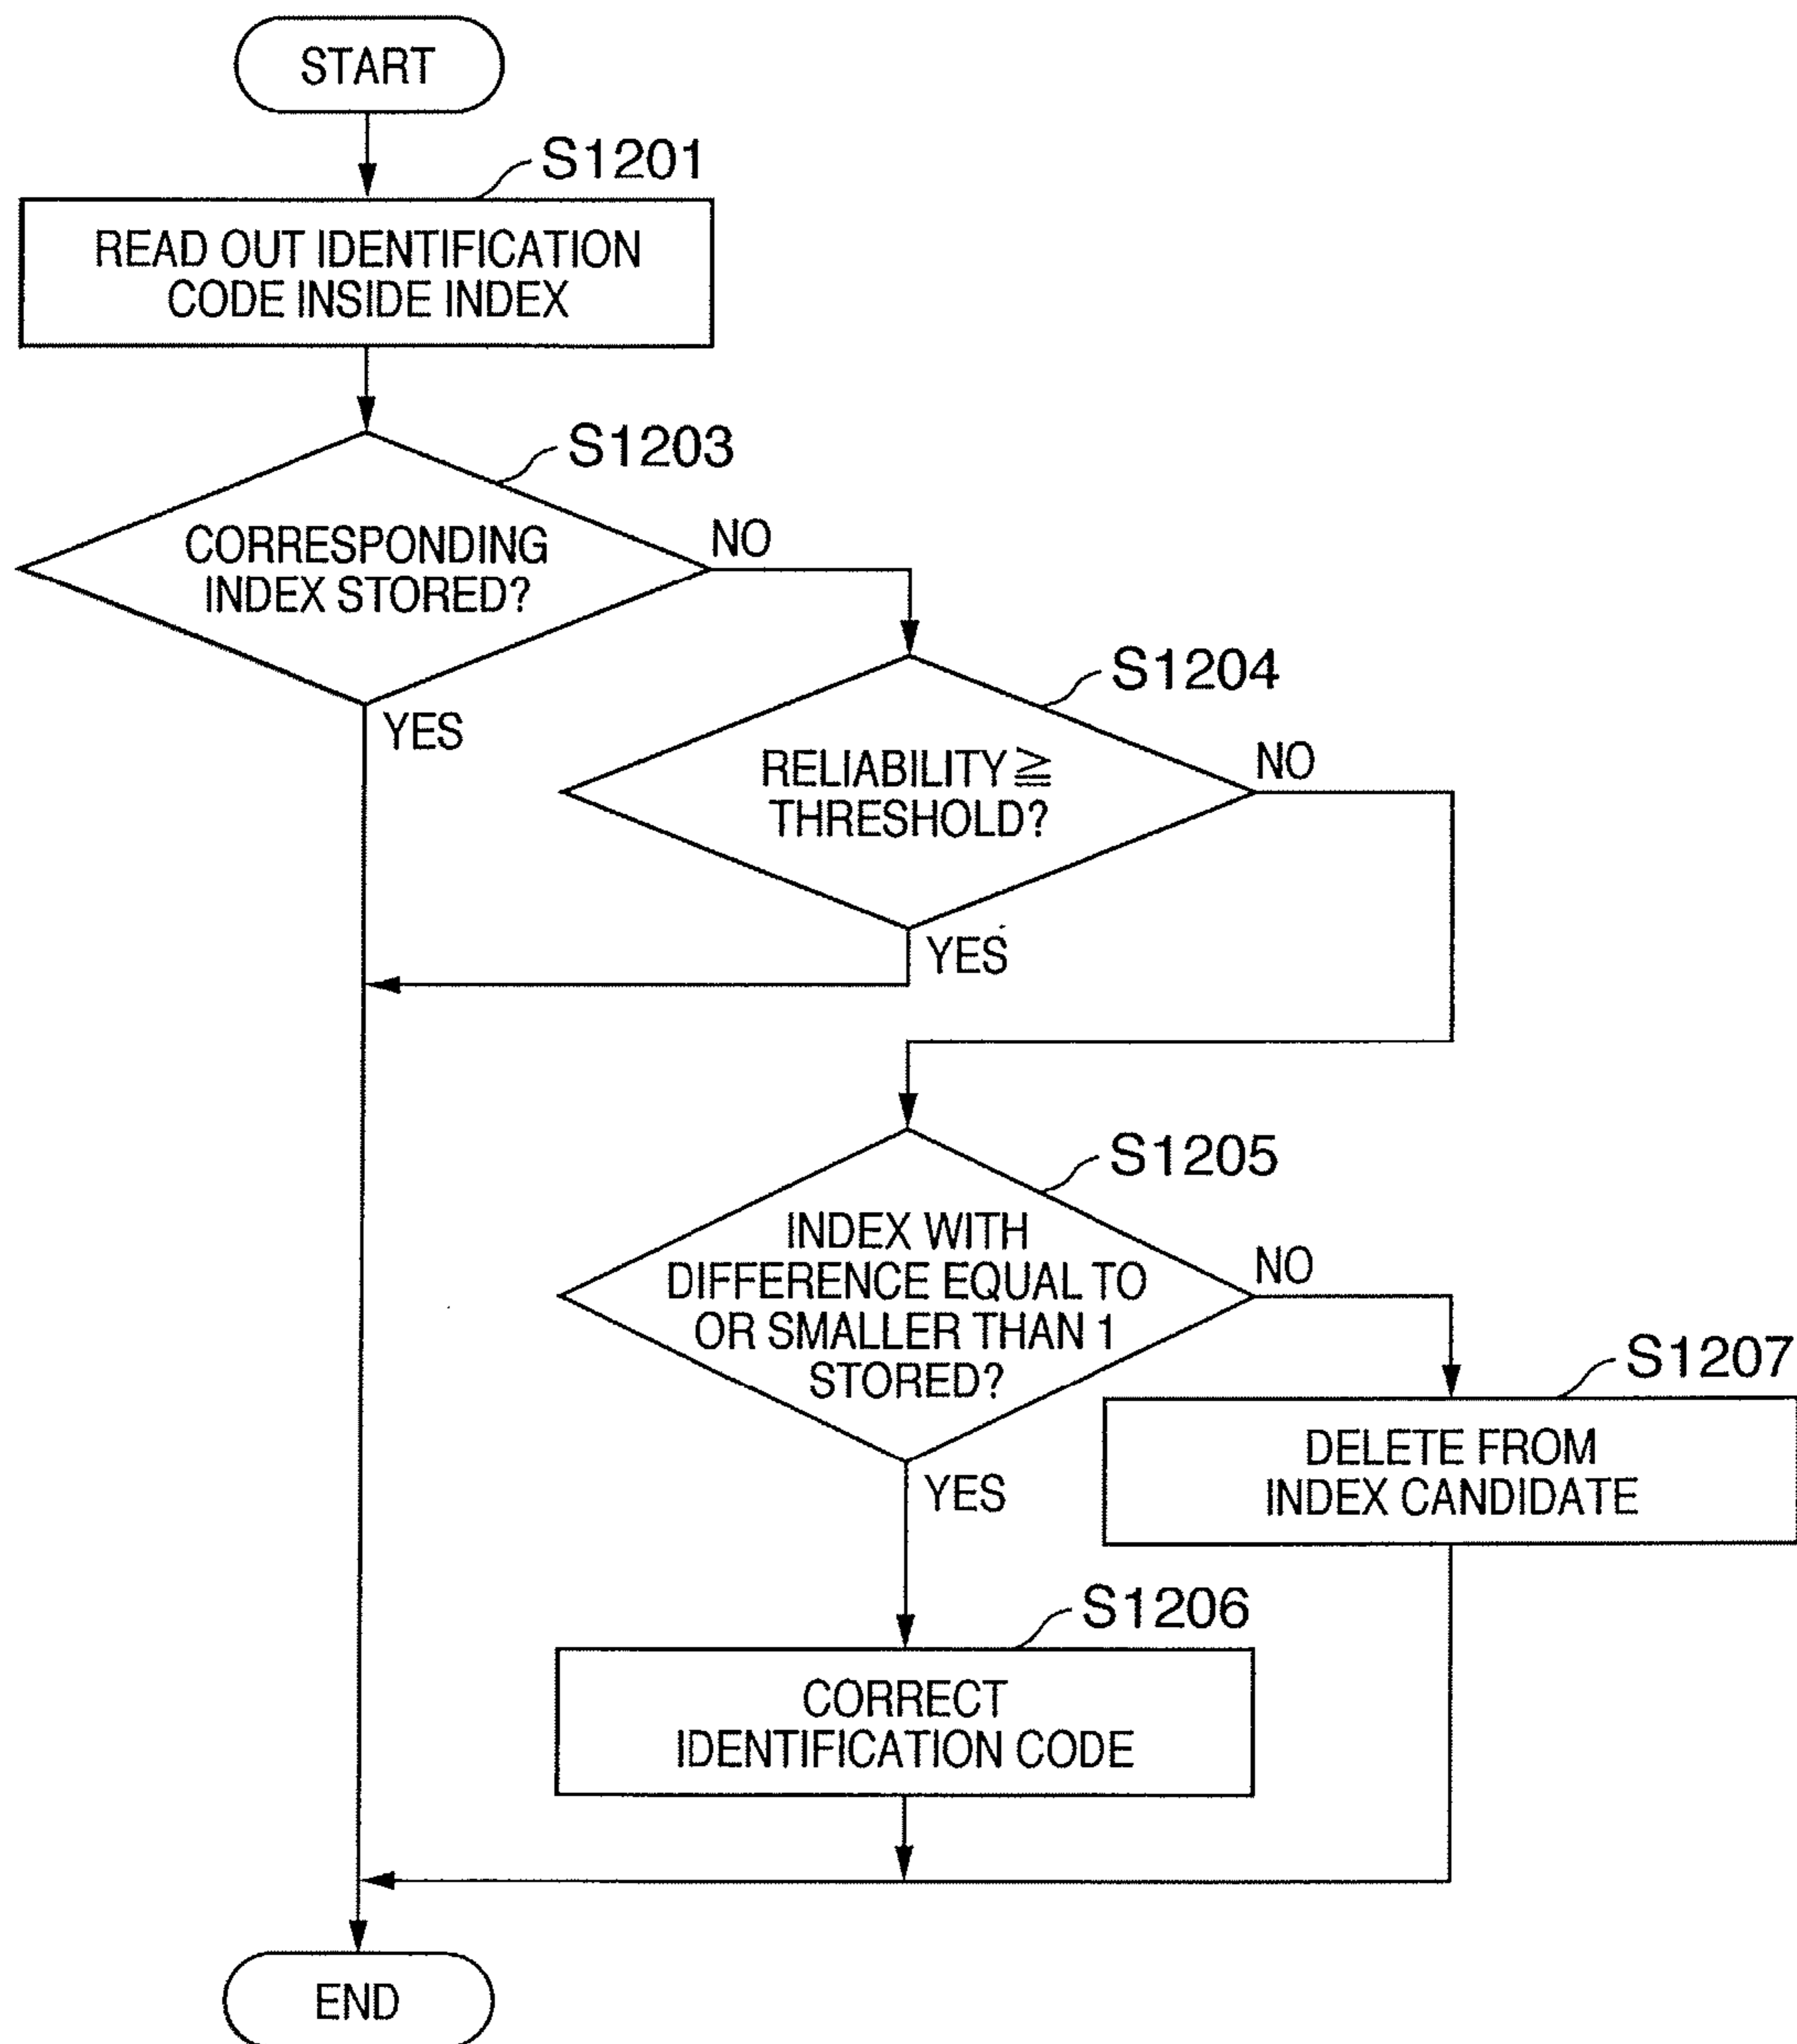 START
S1201
READ OUT IDENTIFICATION
CODE INSIDE INDEX
S1203
CORRESPONDING
INDEX STORED?
NO
YES
S1204
RELIABILITY ≧
THRESHOLD?
NO
YES
S1205
INDEX WITH
DIFFERENCE EQUAL TO
OR SMALLER THAN 1
STORED?
NO
YES
S1207
DELETE FROM
INDEX CANDIDATE
S1206
CORRECT
IDENTIFICATION CODE
END